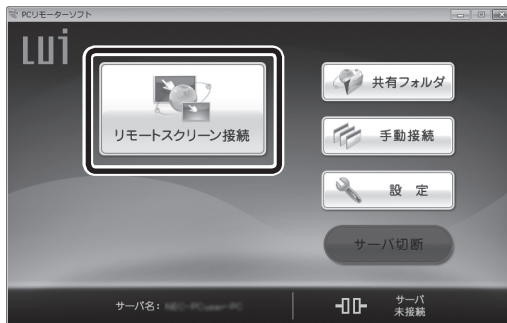 PCリモーターソフト
Lui
リモートスクリーン接続
共有フォルダ
手動接続
設 定
サーバ切断
サーバ名：
サーバ
未接続